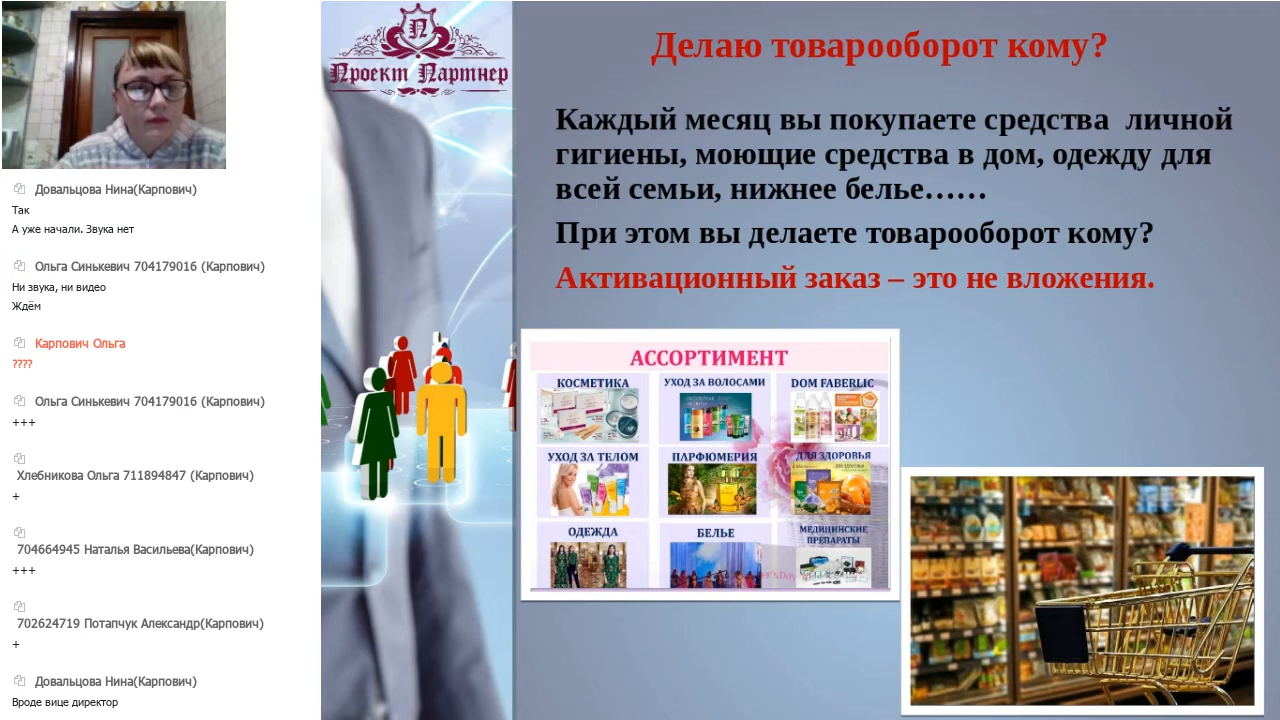 Довальцова Нина(Карпович)
Так
А уже начали. Звука нет
Ольга Синькевич 704179016 (Карпович)
Ни звука, ни видео
Ждём
Карпович Ольга
????
Ольга Синькевич 704179016 (Карпович)
+++
Хлебникова Ольга 711894847 (Карпович)
+
704664945 Наталья Васильева(Карпович)
+++
702624719 Потапчук Александр(Карпович)
+
Довальцова Нина(Карпович)
Вроде вице директор
П
Проект Партнер
Делаю товарооборот кому?
Каждый месяц вы покупаете средства личной
гигиены, моющие средства в дом, одежду для
всей семьи, нижнее белье……
При этом вы делаете товарооборот кому?
Активационный заказ – это не вложения.
АССОРТИМЕНТ
КОСМЕТИКА
УХОД ЗА ВОЛОСАМИ
DOM FABERLIC
УХОД ЗА ТЕЛОМ
ПАРФЮМЕРИЯ
ДЛЯ ЗДОРОВЬЯ
ОДЕЖДА
БЕЛЬЕ
МЕДИЦИНСКИЕ
ПРЕПАРАТЫ